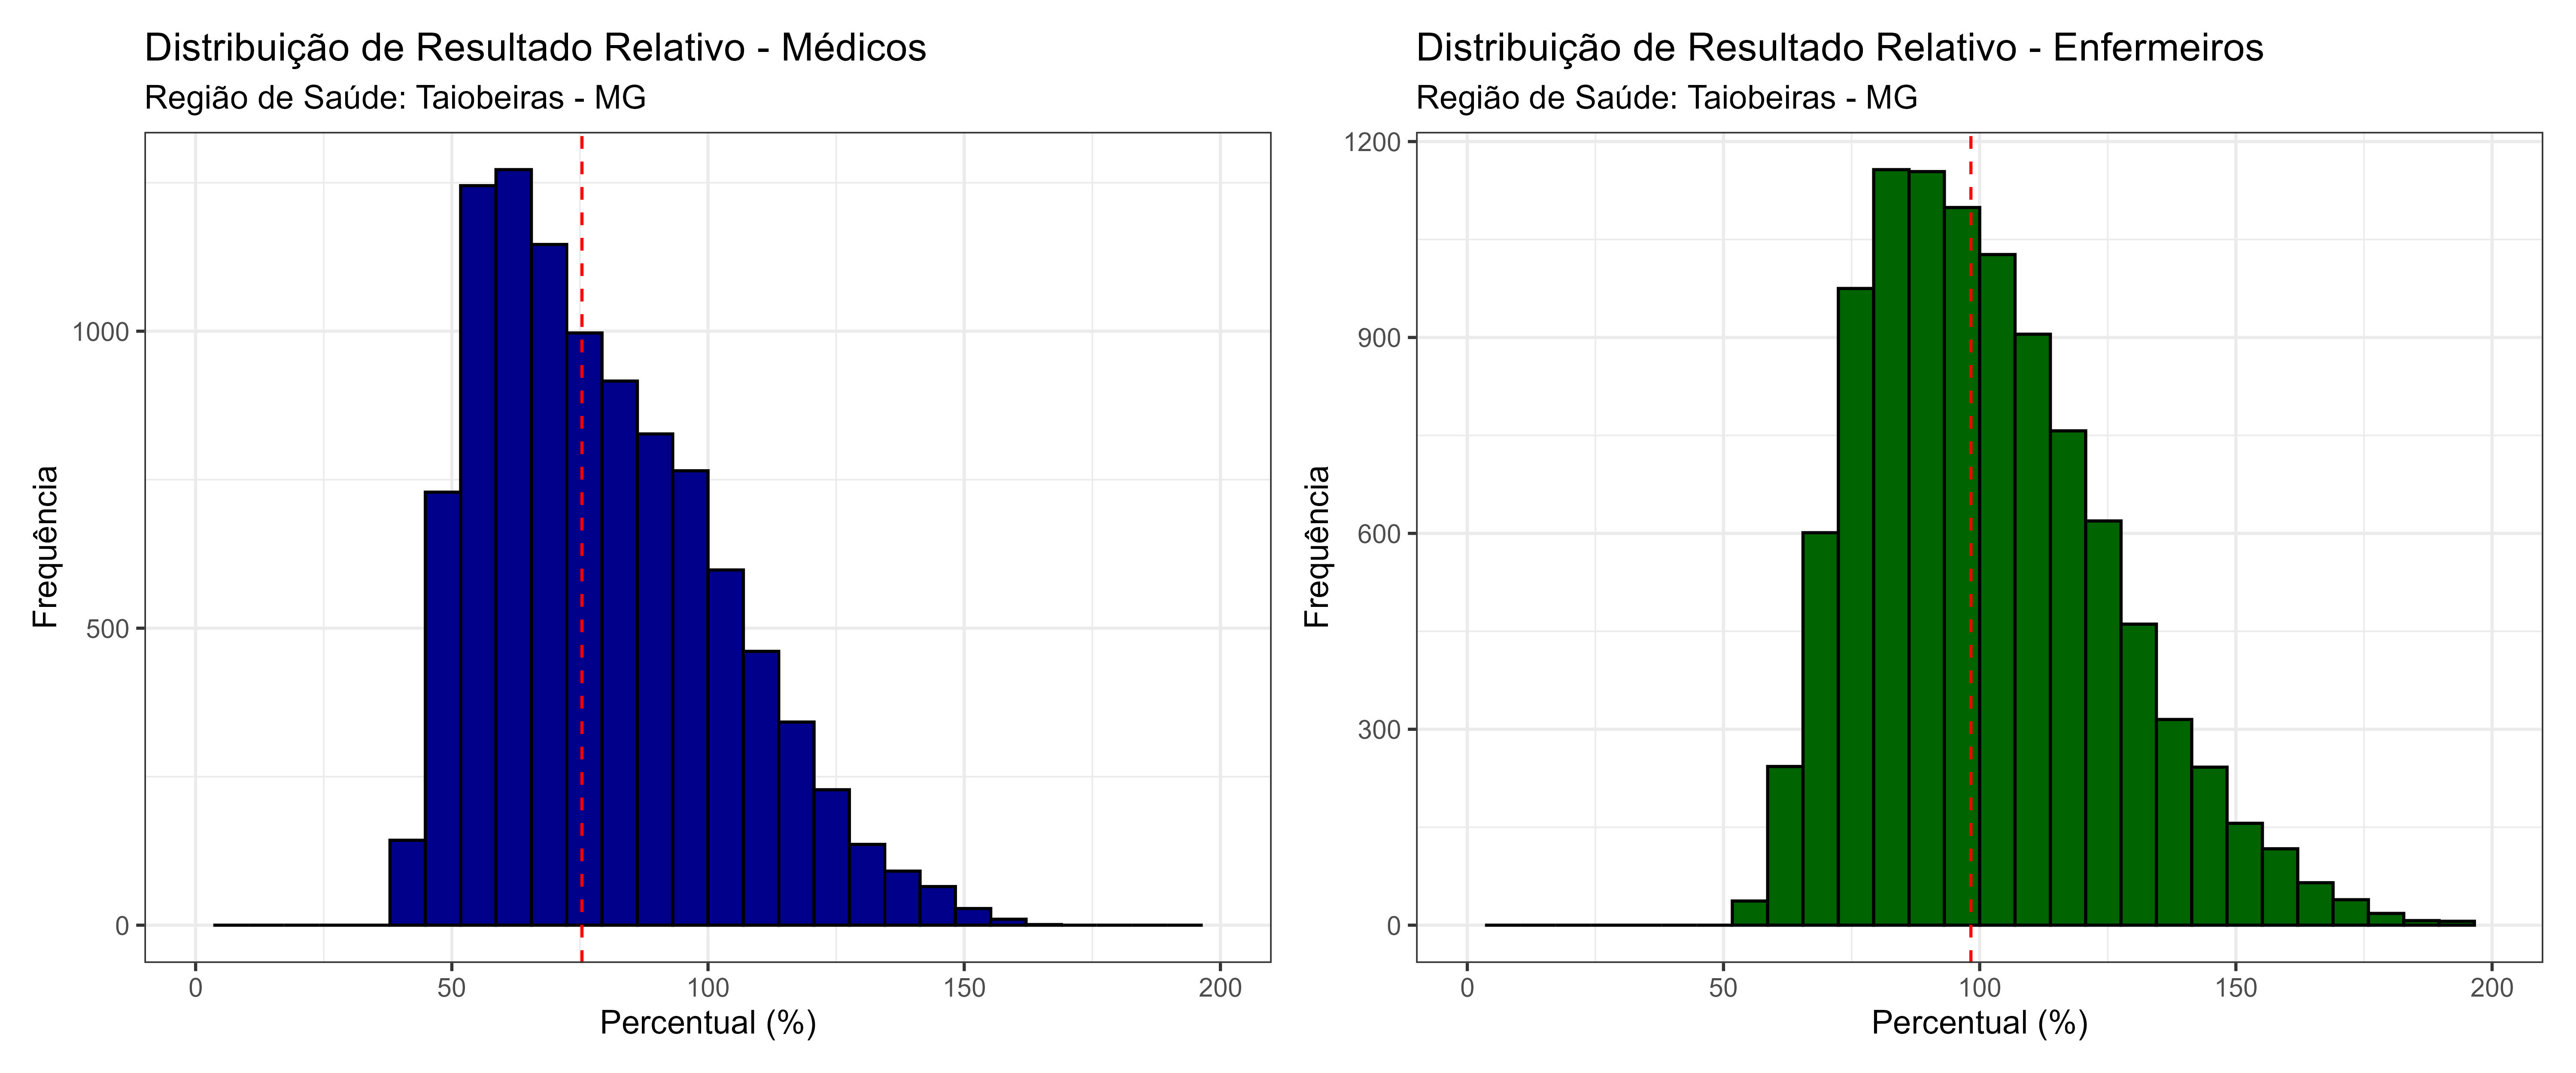 Distribuição de Resultado Relativo - Médicos
Região de Saúde: Taiobeiras - MG
Frequência
1000
500
0
0 50 100 150 200
Percentual (%)
Distribuição de Resultado Relativo - Enfermeiros
Região de Saúde: Taiobeiras - MG
Frequência
1200
900
600
300
0
0 50 100 150 200
Percentual (%)